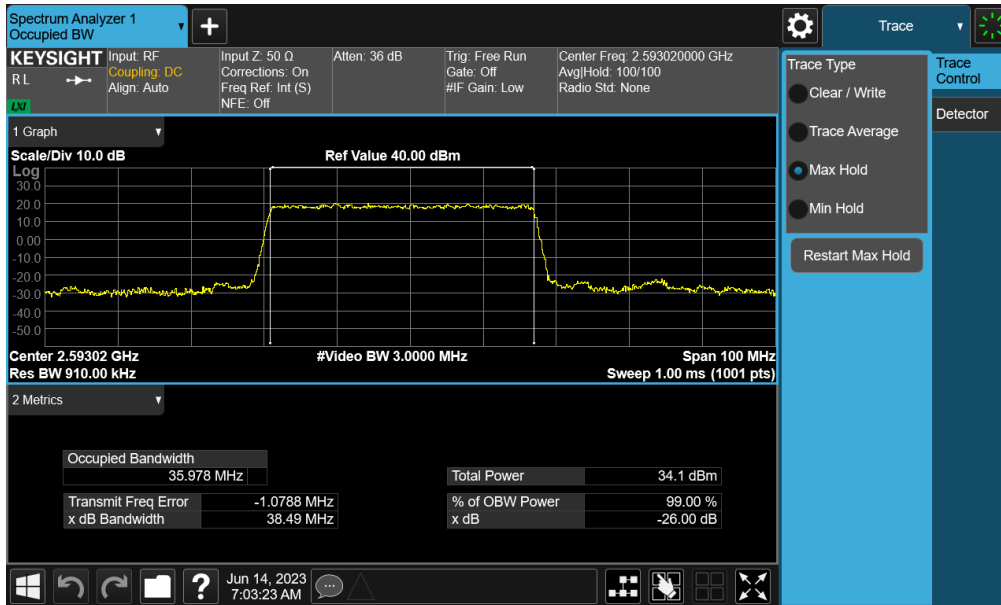 Spectrum Analyzer 1
Occupied BW
+
Trace
KEYSIGHT
R L
LXI
Input: RF
Coupling: DC
Align: Auto
Input Z: 50 Ω
Corrections: On
Freq Ref: Int (S)
NFE: Off
Atten: 36 dB
Trig: Free Run
Gate: Off
#IF Gain: Low
Center Freq: 2.593020000 GHz
Avg|Hold: 100/100
Radio Std: None
1 Graph
Scale/Div 10.0 dB
Ref Value 40.00 dBm
Log
30.0
20.0
10.0
0.00
-10.0
-20.0
-30.0
-40.0
-50.0
Center 2.59302 GHz
#Video BW 3.0000 MHz
Span 100 MHz
Res BW 910.00 kHz
Sweep 1.00 ms (1001 pts)
2 Metrics
Occupied Bandwidth
35.978 MHz
Total Power 34.1 dBm
Transmit Freq Error -1.0788 MHz
% of OBW Power 99.00 %
x dB Bandwidth 38.49 MHz
x dB -26.00 dB
Trace Type
Clear / Write
Trace Average
Max Hold
Min Hold
Restart Max Hold
Trace
Control
Detector
?
Jun 14, 2023
7:03:23 AM